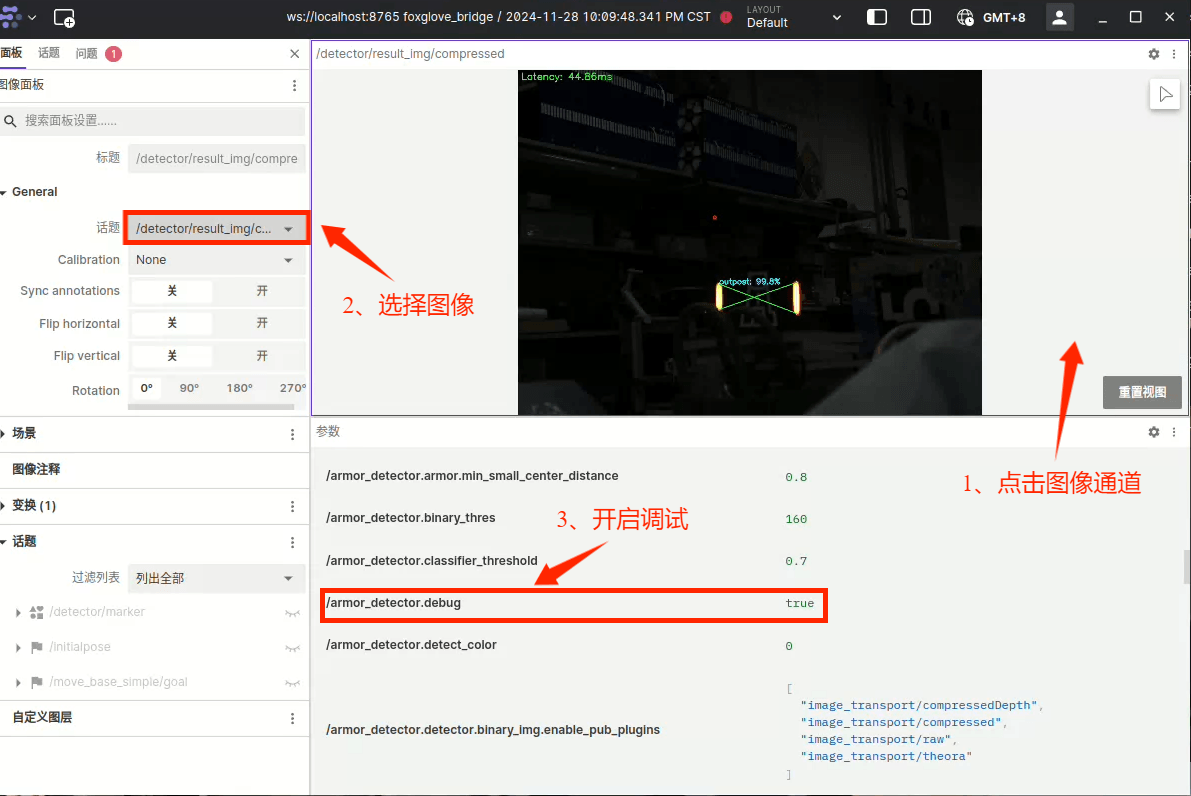 ws://localhost:8765 foxglove_bridge / 2024-11-28 10:09:48.341 PM CST
LAYOUT
Default
GMT+8
面板 话题 问题 1
图像面板
搜索面板设置......
标题 /detector/result_img/compre
General
话题 /detector/result_img/c...
Calibration None
Sync annotations 关 开
Flip horizontal 关 开
Flip vertical 关 开
Rotation 0° 90° 180° 270°
场景
图像注释
变换 (1)
话题
过滤列表 列出全部
/detector/marker
/initialpose
/move_base_simple/goal
自定义图层
/detector/result_img/compressed
Latency: 44.86ms
outpost: 99.8%
重置视图
2、选择图像
1、点击图像通道
参数
/armor_detector.armor.min_small_center_distance 0.8
/armor_detector.binary_thres 160
3、开启调试
/armor_detector.classifier_threshold 0.7
/armor_detector.debug true
/armor_detector.detect_color 0
/armor_detector.detector.binary_img.enable_pub_plugins
[
"image_transport/compressedDepth",
"image_transport/compressed",
"image_transport/raw",
"image_transport/theora"
]